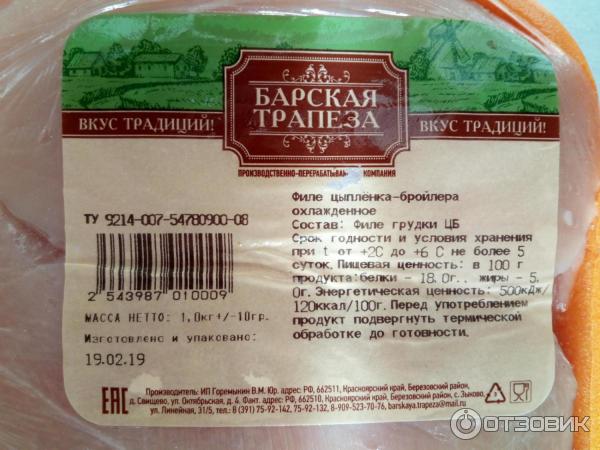 БАРСКАЯ
ТРАПЕЗА
ВКУС ТРАДИЦИЙ!
ВКУС ТРАДИЦИЙ!
ПРОИЗВОДСТВЕННО-ПЕРЕРАБАТЫВА КОМПАНИЯ
Филе цыплёнка-бройлера
охлажденное
Состав: Филе грудки ЦБ
Срок годности и условия хранения
при t от +2С до +6 С не более 5
суток. Пищевая ценность: в 100 г
продукта:белки - 18.0г., жиры - 5.
0г. Энергетическая ценность: 500кДж/
120ккал/100г. Перед употреблением
продукт подвергнуть термической
обработке до готовности.
ТУ 9214-007-54780900-08
2 543987 010009
МАССА НЕТТО: 1,0кг+/-10гр.
Изготовлено и упаковано:
19.02.19
ЕАС
Производитель: ИП Горемыкин В.М. Юр. адрес: РФ, 662511, Красноярский край, Березовский район,
д. Свищево, ул. Октябрьская, д. 4. Факт. адрес: РФ, 662510, Красноярский край, Березовский район, с. Зыково,
ул. Линейная, 31/5, тел.: 8 (391) 75-92-142, 75-92-132, 8-909-523-70-76, barskaya.trapeza@mail.ru
ОТЗОВИК